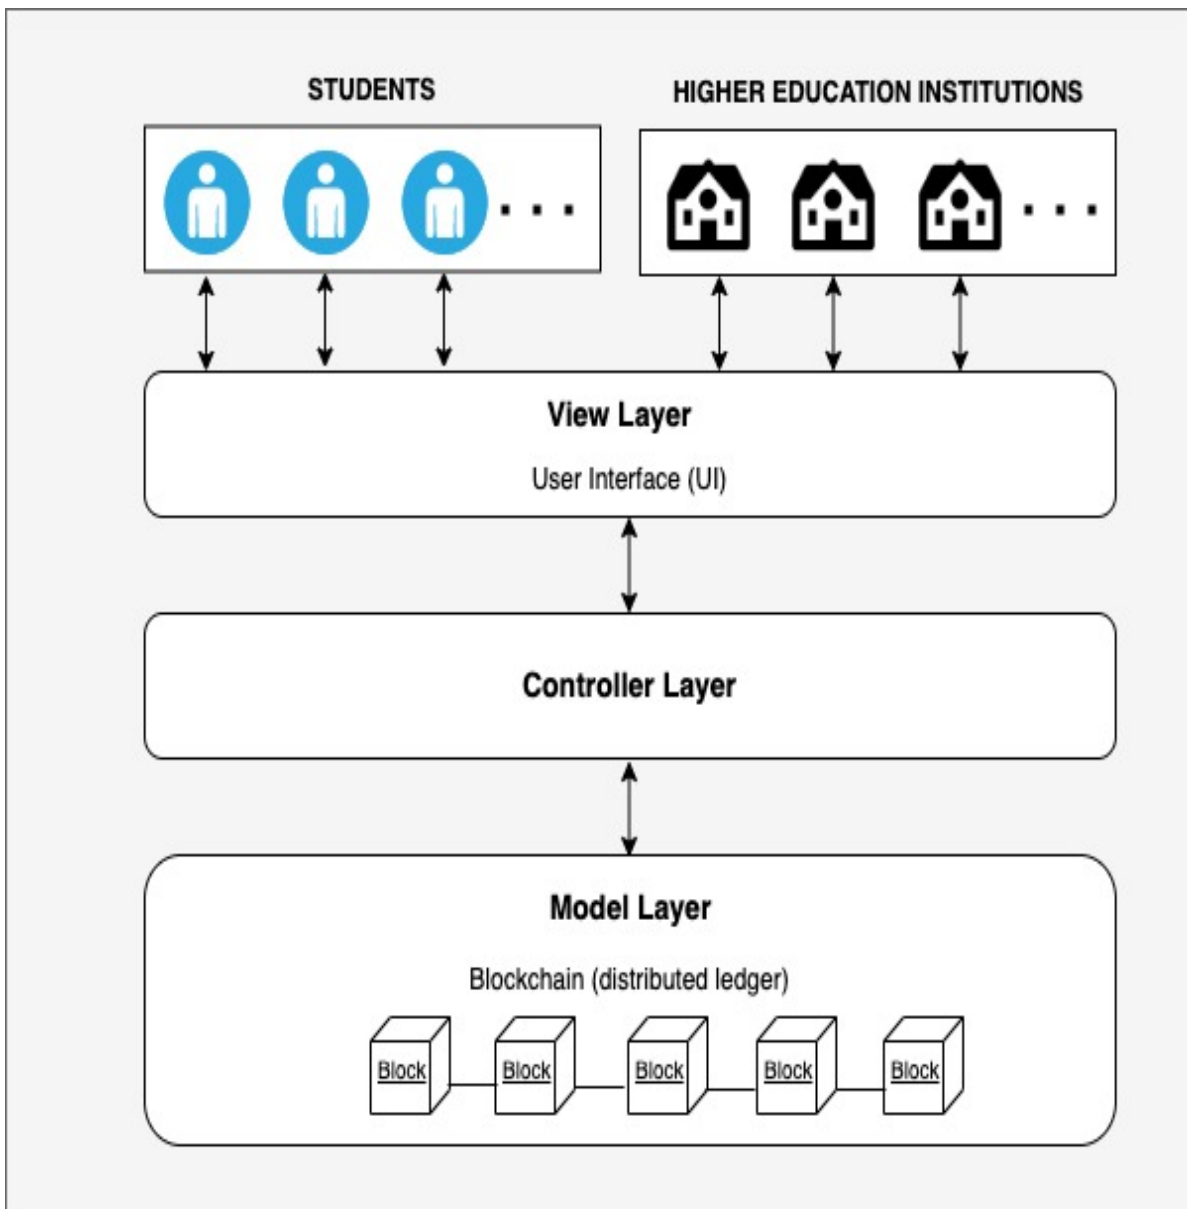 STUDENTS
HIGHER EDUCATION INSTITUTIONS
View Layer
User Interface (UI)
Controller Layer
Model Layer
Blockchain (distributed ledger)
Block Block Block Block Block